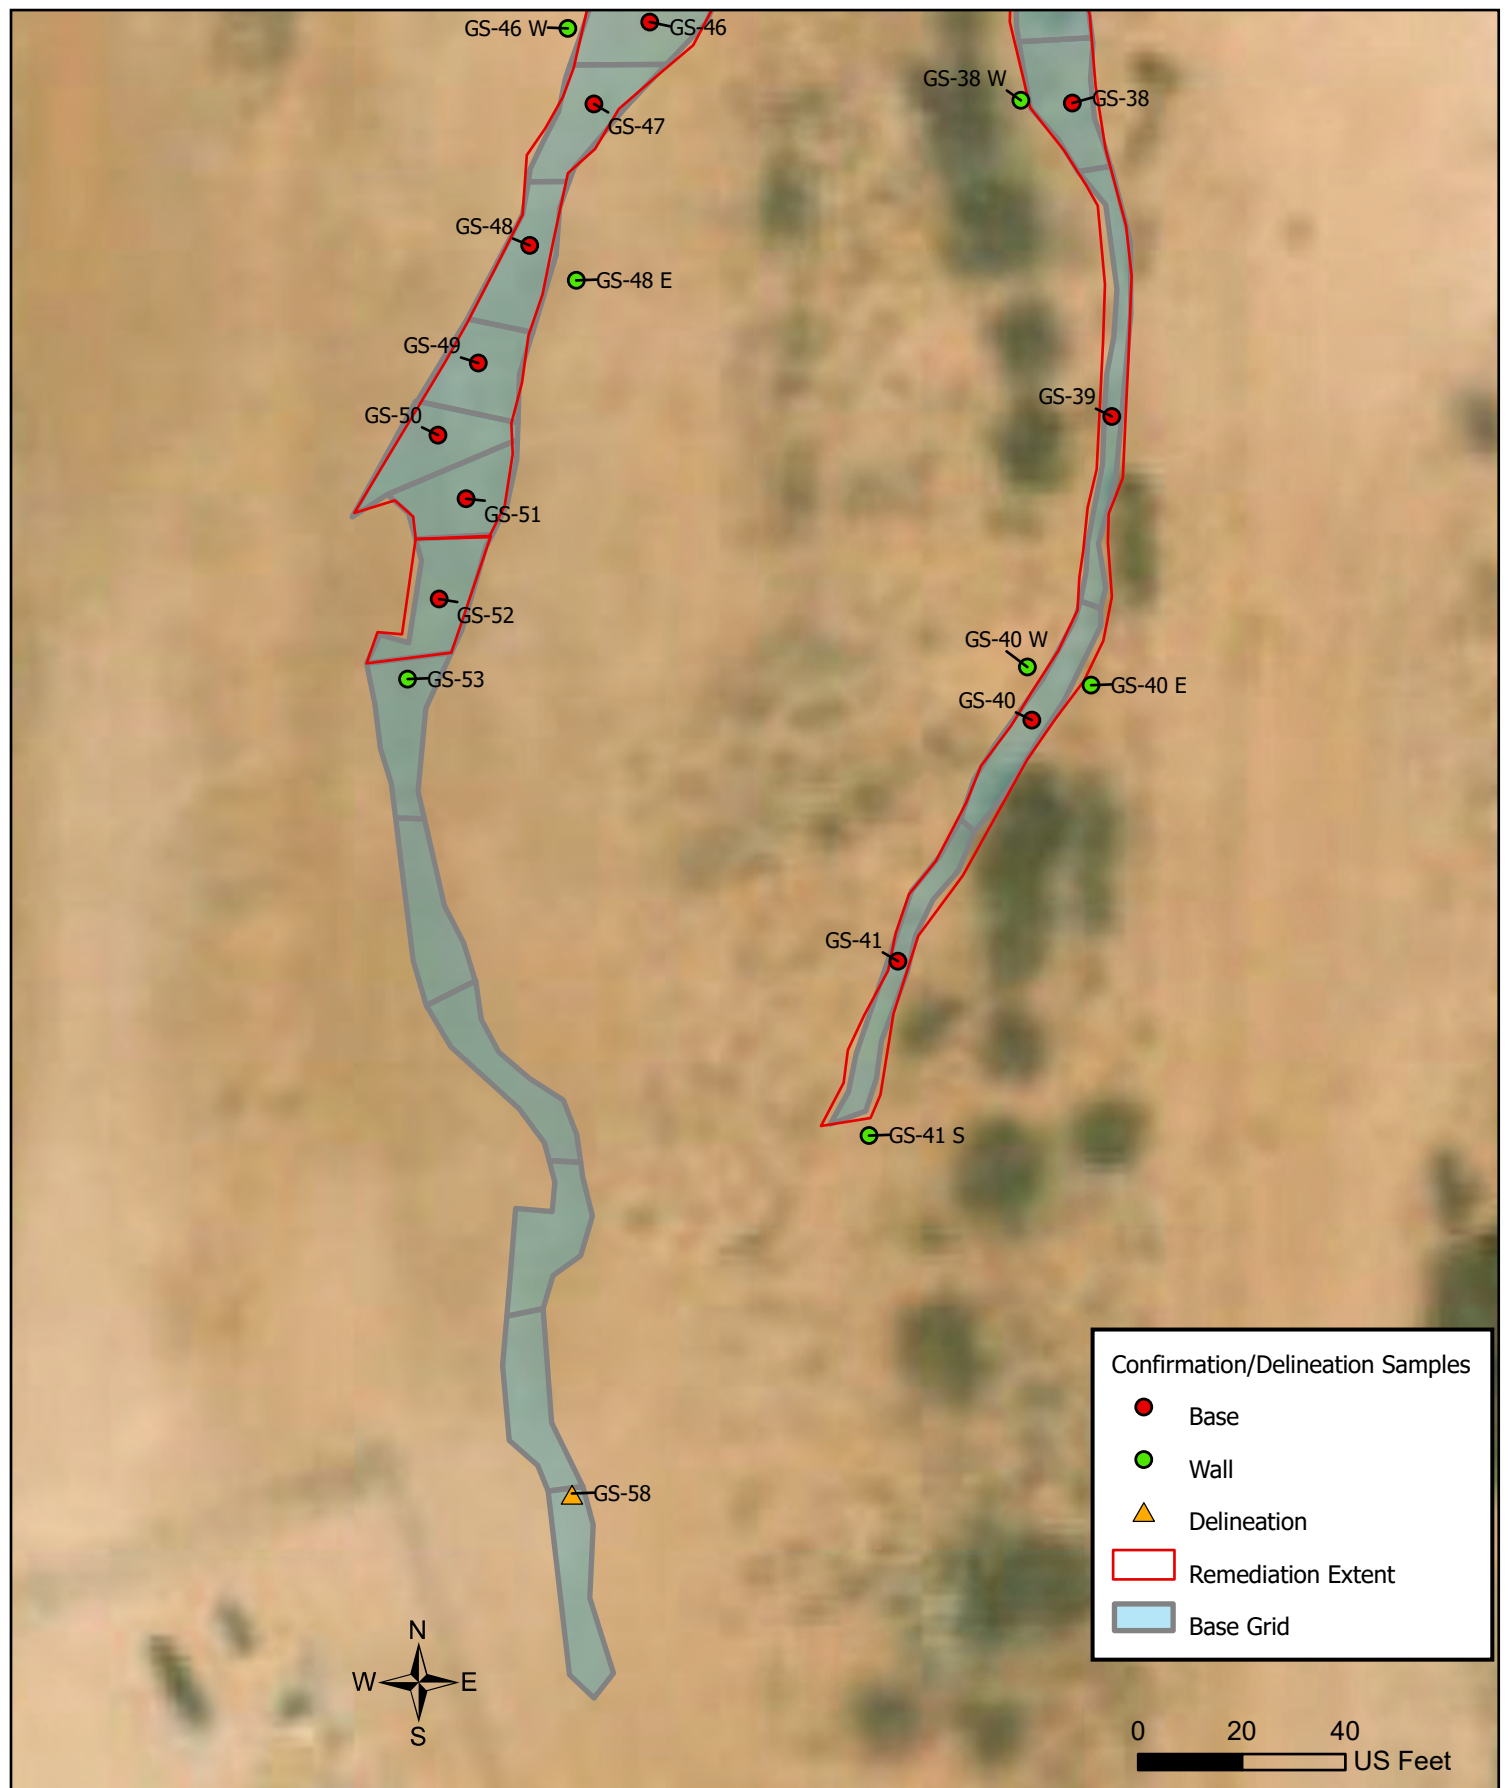 GS-46 W
GS-46
GS-38 W
GS-38
GS-47
GS-48
GS-48 E
GS-49
GS-39
GS-50
GS-51
GS-52
GS-40 W
GS-53
GS-40 E
GS-40
GS-41
GS-41 S
GS-58
Confirmation/Delineation Samples
Base
Wall
Delineation
Remediation Extent
Base Grid
N
W E
S
0 20 40
US Feet